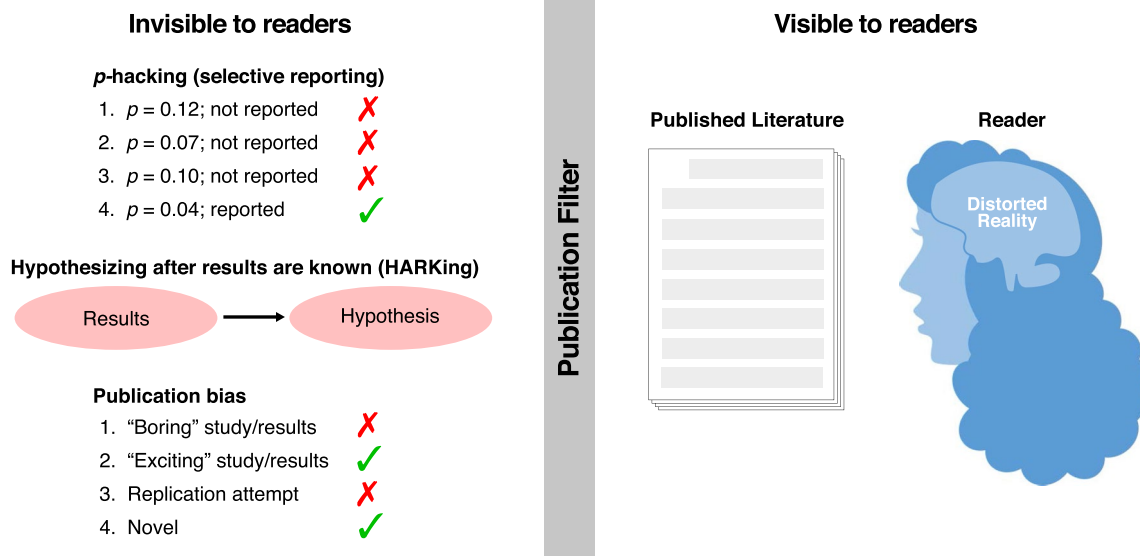 Invisible to readers
p-hacking (selective reporting)
1. p = 0.12; not reported ✗
2. p = 0.07; not reported ✗
3. p = 0.10; not reported ✗
4. p = 0.04; reported ✓
Hypothesizing after results are known (HARKing)
Results
Hypothesis
Publication bias
1. “Boring” study/results ✗
2. “Exciting” study/results ✓
3. Replication attempt ✗
4. Novel ✓
Publication Filter
Visible to readers
Published Literature
Reader
Distorted
Reality